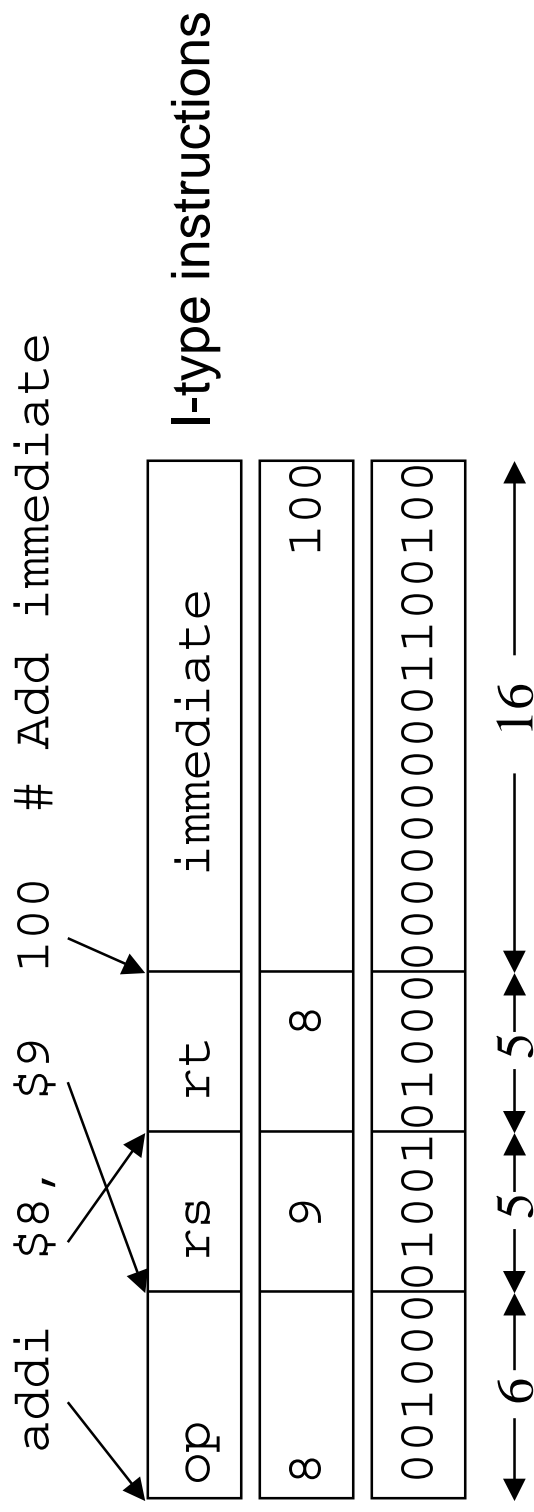 addi $8, $9 100 # Add immediate
op rs rt immediate I-type instructions
8 9 8 100
001000 01001 01000 0000000001100100
6 5 5 16